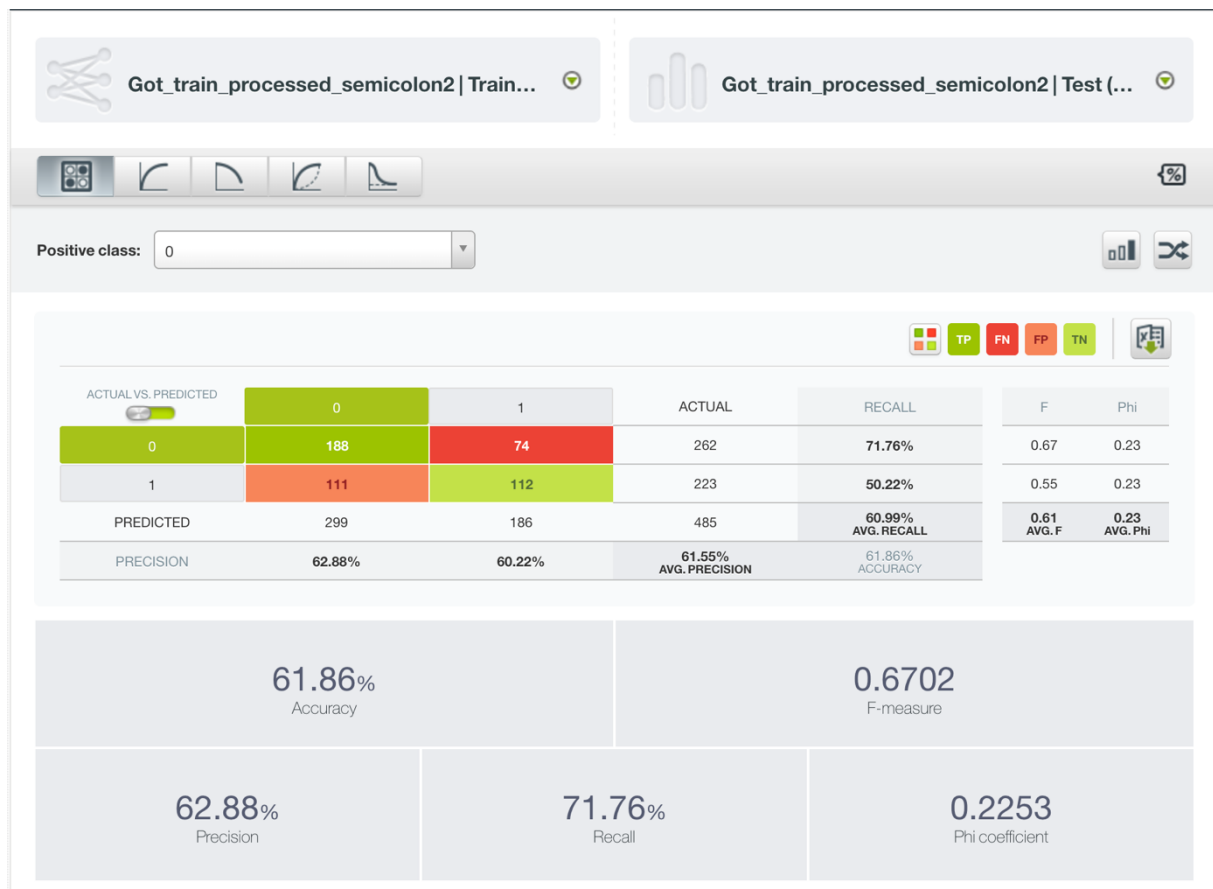 Got_train_processed_semicolon2 | Train... Got_train_processed_semicolon2 | Test (...
Positive class: 0
TP FN FP TN
ACTUAL VS. PREDICTED 0 1 ACTUAL RECALL F Phi
0 188 74 262 71.76% 0.67 0.23
1 111 112 223 50.22% 0.55 0.23
PREDICTED 299 186 485 60.99% 0.61 0.23
AVG. RECALL AVG. F AVG. Phi
PRECISION 62.88% 60.22% 61.55% 61.86%
AVG. PRECISION ACCURACY
61.86% 0.6702
Accuracy F-measure
62.88% 71.76% 0.2253
Precision Recall Phi coefficient